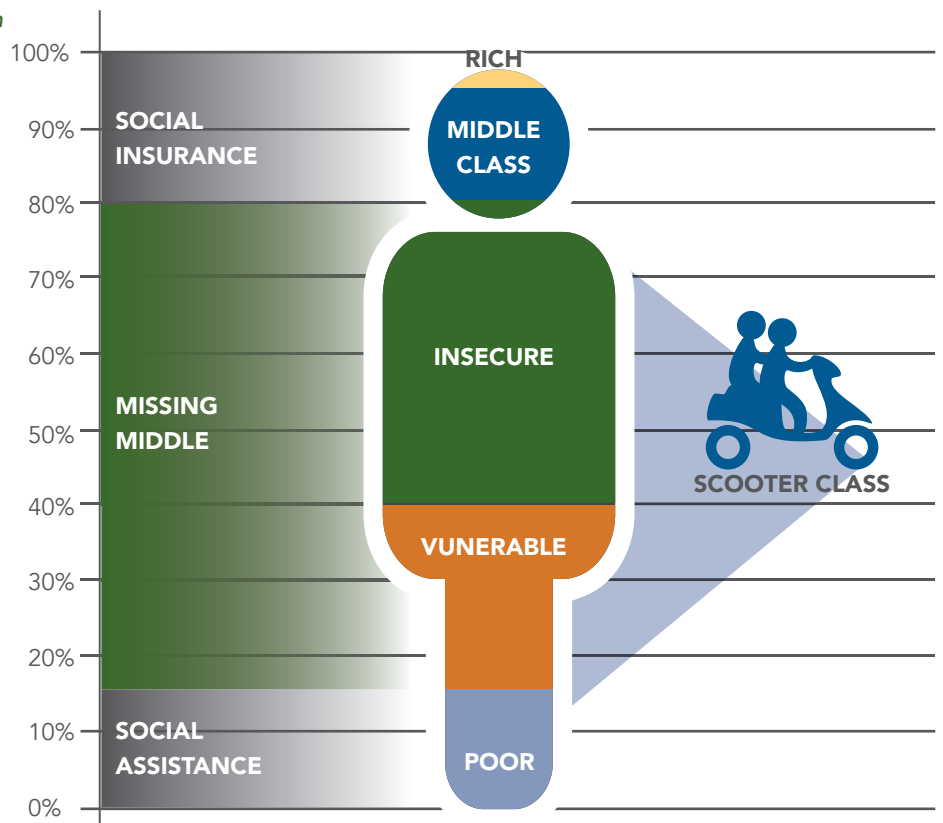 100%
90%
80%
70%
60%
50%
40%
30%
20%
10%
0%
SOCIAL
INSURANCE
MISSING
MIDDLE
SOCIAL
ASSISTANCE
RICH
MIDDLE
CLASS
INSECURE
VUNERABLE
POOR
SCOOTER CLASS